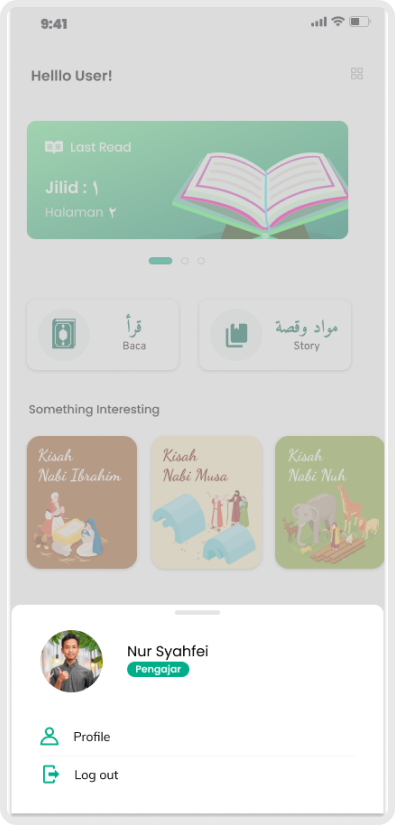 9:41
Helllo User!
Last Read
Jilid : ١
Halaman ٢
قرأ
Baca
مواد وقصة
Story
Something Interesting
Kisah
Nabi Ibrahim
Kisah
Nabi Musa
Kisah
Nabi Nuh
Nur Syahfei
Pengajar
Profile
Log out